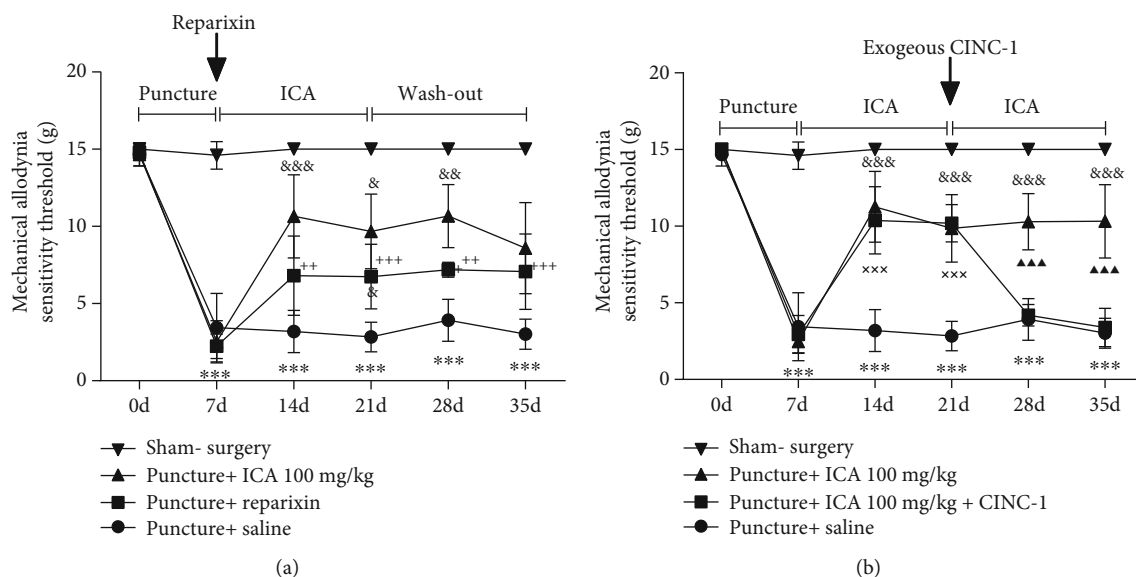 Reparixin
20
Puncture
ICA
Wash-out
15
10
5
0
Mechanical allodynia
sensitivity threshold (g)
&&&
&
&&
++
+++
&
++
+
+++
***
***
***
***
***
0d
7d
14d
21d
28d
35d
Sham- surgery
Puncture+ ICA 100 mg/kg
Puncture+ reparixin
Puncture+ saline
(a)
Exogeous CINC-1
20
Puncture
ICA
ICA
15
10
5
0
Mechanical allodynia
sensitivity threshold (g)
&&&
&&&
&&&
&&&
×××
×××
▲▲▲
▲▲▲
***
***
***
***
***
0d
7d
14d
21d
28d
35d
Sham- surgery
Puncture+ ICA 100 mg/kg
Puncture+ ICA 100 mg/kg + CINC-1
Puncture+ saline
(b)